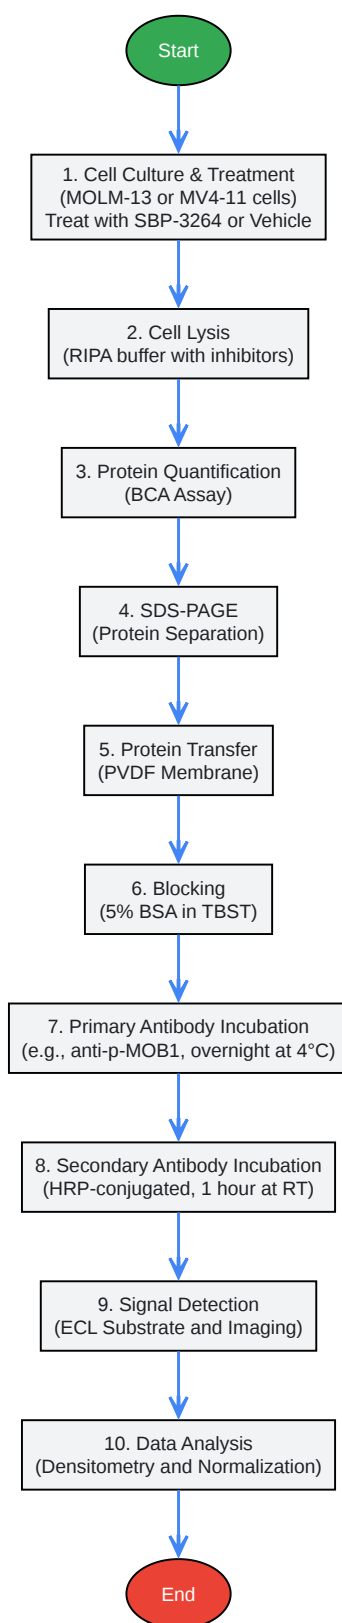 Start
1. Cell Culture & Treatment
(MOLM-13 or MV4-11 cells)
Treat with SBP-3264 or Vehicle
2. Cell Lysis
(RIPA buffer with inhibitors)
3. Protein Quantification
(BCA Assay)
4. SDS-PAGE
(Protein Separation)
5. Protein Transfer
(PVDF Membrane)
6. Blocking
(5% BSA in TBST)
7. Primary Antibody Incubation
(e.g., anti-p-MOB1, overnight at 4°C)
8. Secondary Antibody Incubation
(HRP-conjugated, 1 hour at RT)
9. Signal Detection
(ECL Substrate and Imaging)
10. Data Analysis
(Densitometry and Normalization)
End